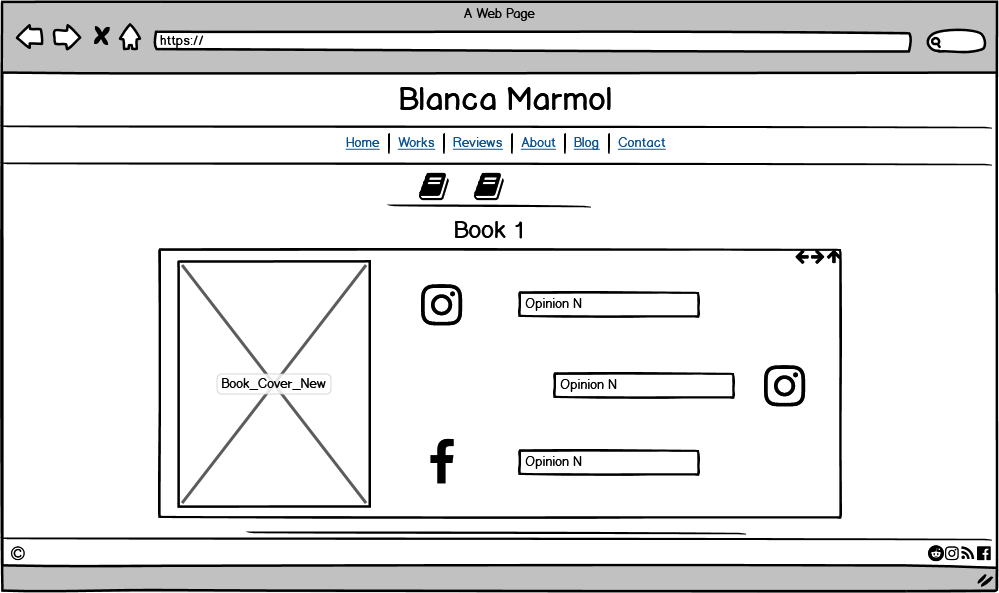 A Web Page
https://
Blanca Marmol
Home | Works | Reviews | About | Blog | Contact
Book 1
Opinion N
Book_Cover_New
Opinion N
Opinion N
©